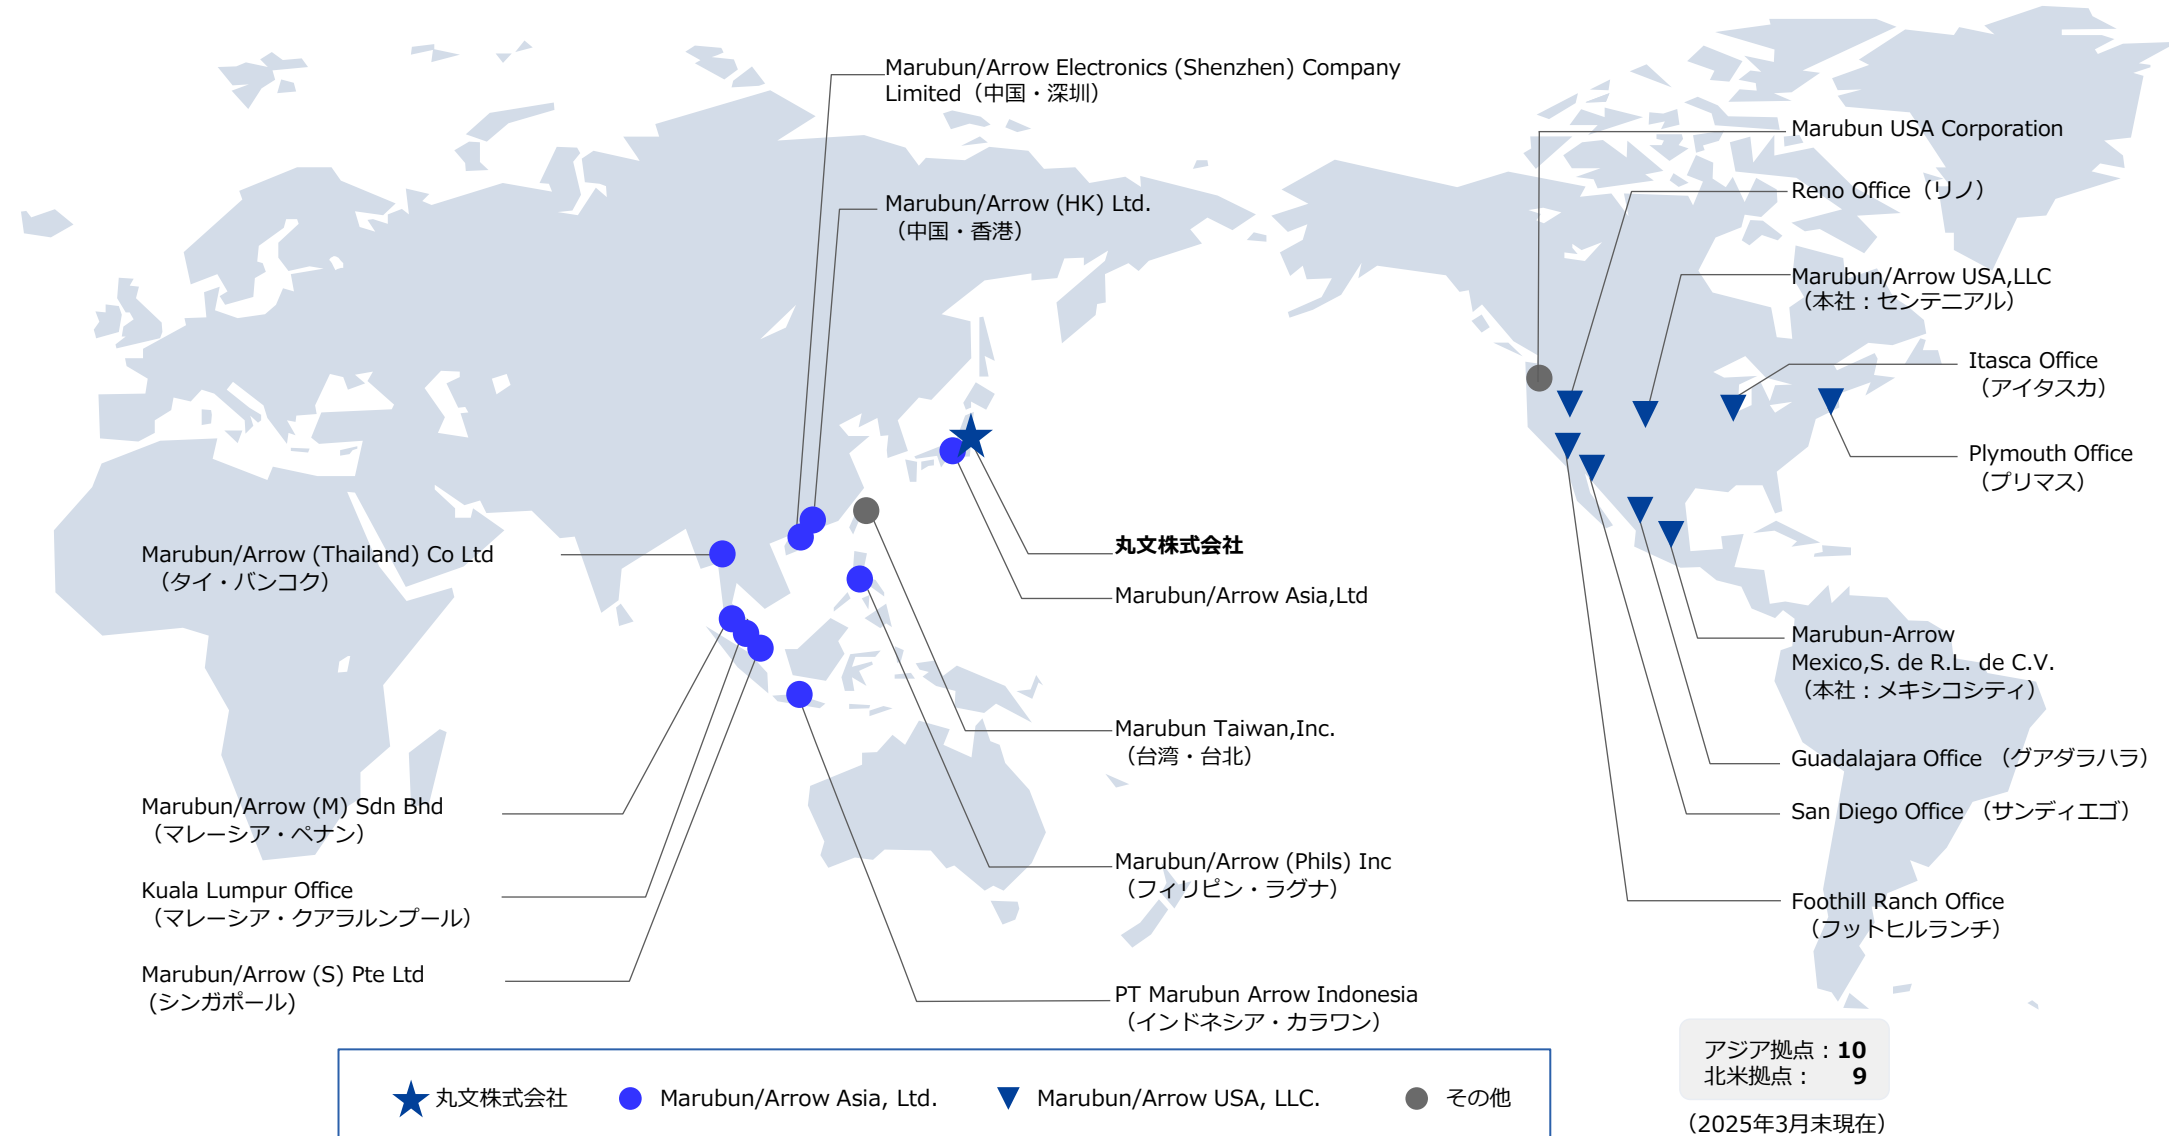 Marubun/Arrow Electronics (Shenzhen) Company
Limited（中国・深圳）
Marubun/Arrow (HK) Ltd.
（中国・香港）
Marubun/Arrow (Thailand) Co Ltd
（タイ・バンコク）
Marubun/Arrow (M) Sdn Bhd
（マレーシア・ペナン）
Kuala Lumpur Office
（マレーシア・クアラルンプール）
Marubun/Arrow (S) Pte Ltd
(シンガポール)
丸文株式会社
Marubun/Arrow Asia,Ltd
Marubun Taiwan,Inc.
（台湾・台北）
Marubun/Arrow (Phils) Inc
（フィリピン・ラグナ）
PT Marubun Arrow Indonesia
（インドネシア・カラワン）
Marubun USA Corporation
Reno Office（リノ）
Marubun/Arrow USA,LLC
（本社：センテニアル）
Itasca Office
（アイタスカ）
Plymouth Office
（プリマス）
Marubun-Arrow
Mexico,S. de R.L. de C.V.
（本社：メキシコシティ）
Guadalajara Office （グアダラハラ）
San Diego Office （サンディエゴ）
Foothill Ranch Office
（フットヒルランチ）
アジア拠点：10
北米拠点： 9
（2025年3月末現在）
丸文株式会社 Marubun/Arrow Asia, Ltd. Marubun/Arrow USA, LLC. その他